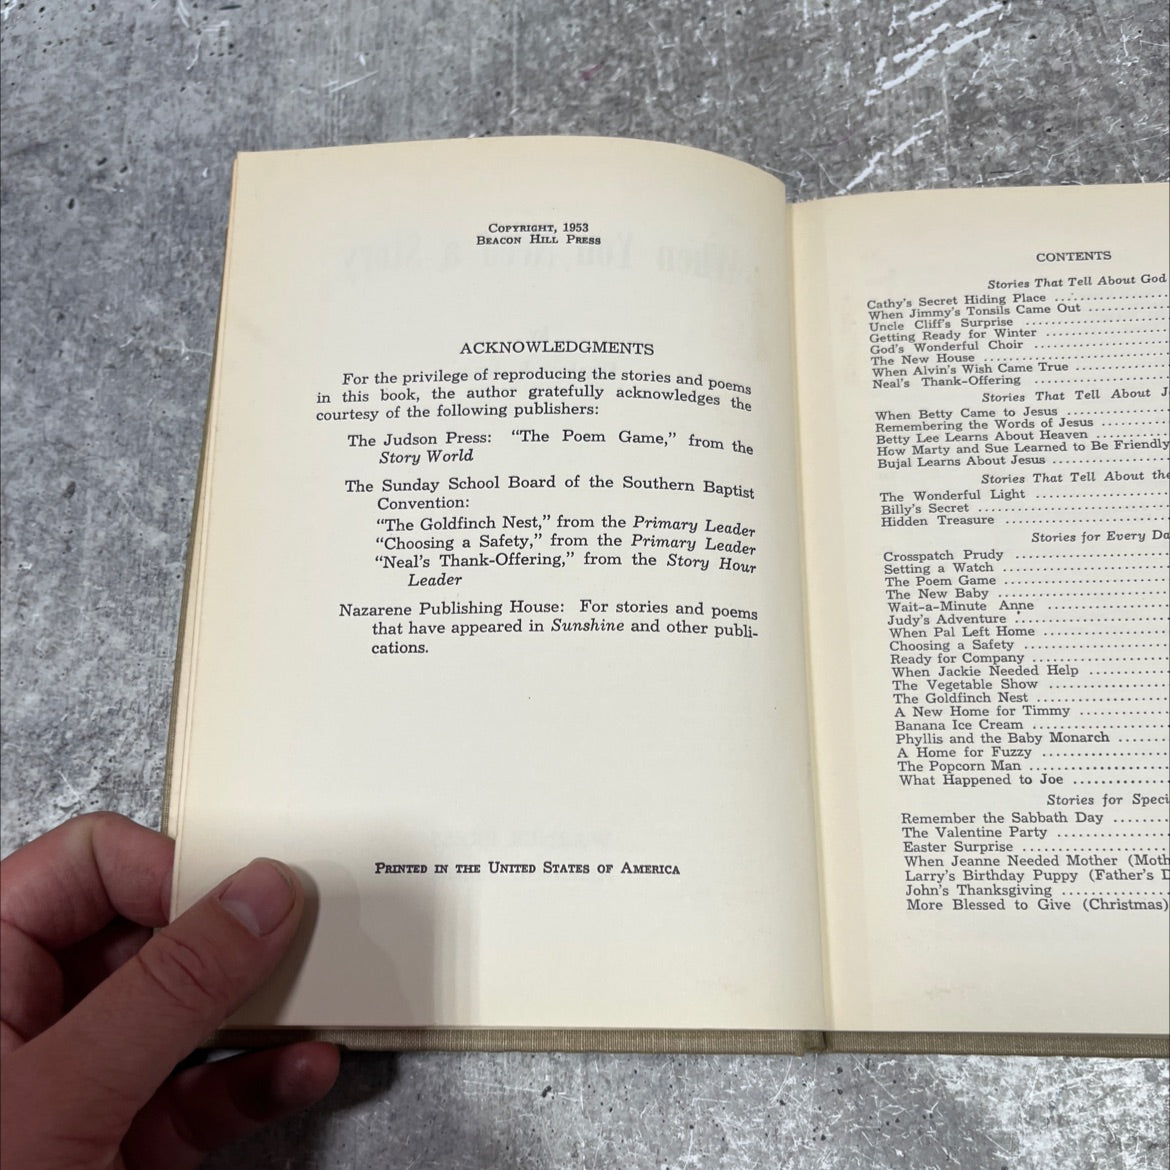 COPYRIGHT, 1953
BEACON HILL PRESS
ACKNOWLEDGMENTS
For the privilege of reproducing the stories and poems
in this book, the author gratefully acknowledges the
courtesy of the following publishers:
The Judson Press: "The Poem Game," from the
Story World
The Sunday School Board of the Southern Baptist
Convention:
"The Goldfinch Nest," from the Primary Leader
"Choosing a Safety," from the Primary Leader
"Neal's Thank-Offering," from the Story Hour
Leader
Nazarene Publishing House: For stories and poems
that have appeared in Sunshine and other publi-
cations.
PRINTED IN THE UNITED STATES OF AMERICA
CONTENTS
Stories That Tell About God
Cathy's Secret Hiding Place
When Jimmy's Tonsils Came Out
Uncle Cliff's Surprise
Getting Ready for Winter
God's Wonderful Choir
The New House
When Alvin's Wish Came True
Neal's Thank-Offering
Stories That Tell About J
When Betty Came to Jesus
Remembering the Words of Jesus
Betty Lee Learns About Heaven
How Marty and Sue Learned to Be Friendly
Bujal Learns About Jesus
Stories That Tell About the
The Wonderful Light
Billy's Secret
Hidden Treasure
Stories for Every Da
Crosspatch Prudy
Setting a Watch
The Poem Game
The New Baby
Wait-a-Minute Anne
Judy's Adventure
When Pal Left Home
Choosing a Safety
Ready for Company
When Jackie Needed Help
The Vegetable Show
The Goldfinch Nest
A New Home for Timmy
Banana Ice Cream
Phyllis and the Baby Monarch
A Home for Fuzzy
The Popcorn Man
What Happened to Joe
Stories for Speci
Remember the Sabbath Day
The Valentine Party
Easter Surprise
When Jeanne Needed Mother (Moth
Larry's Birthday Puppy (Father's D
John's Thanksgiving
More Blessed to Give (Christmas)